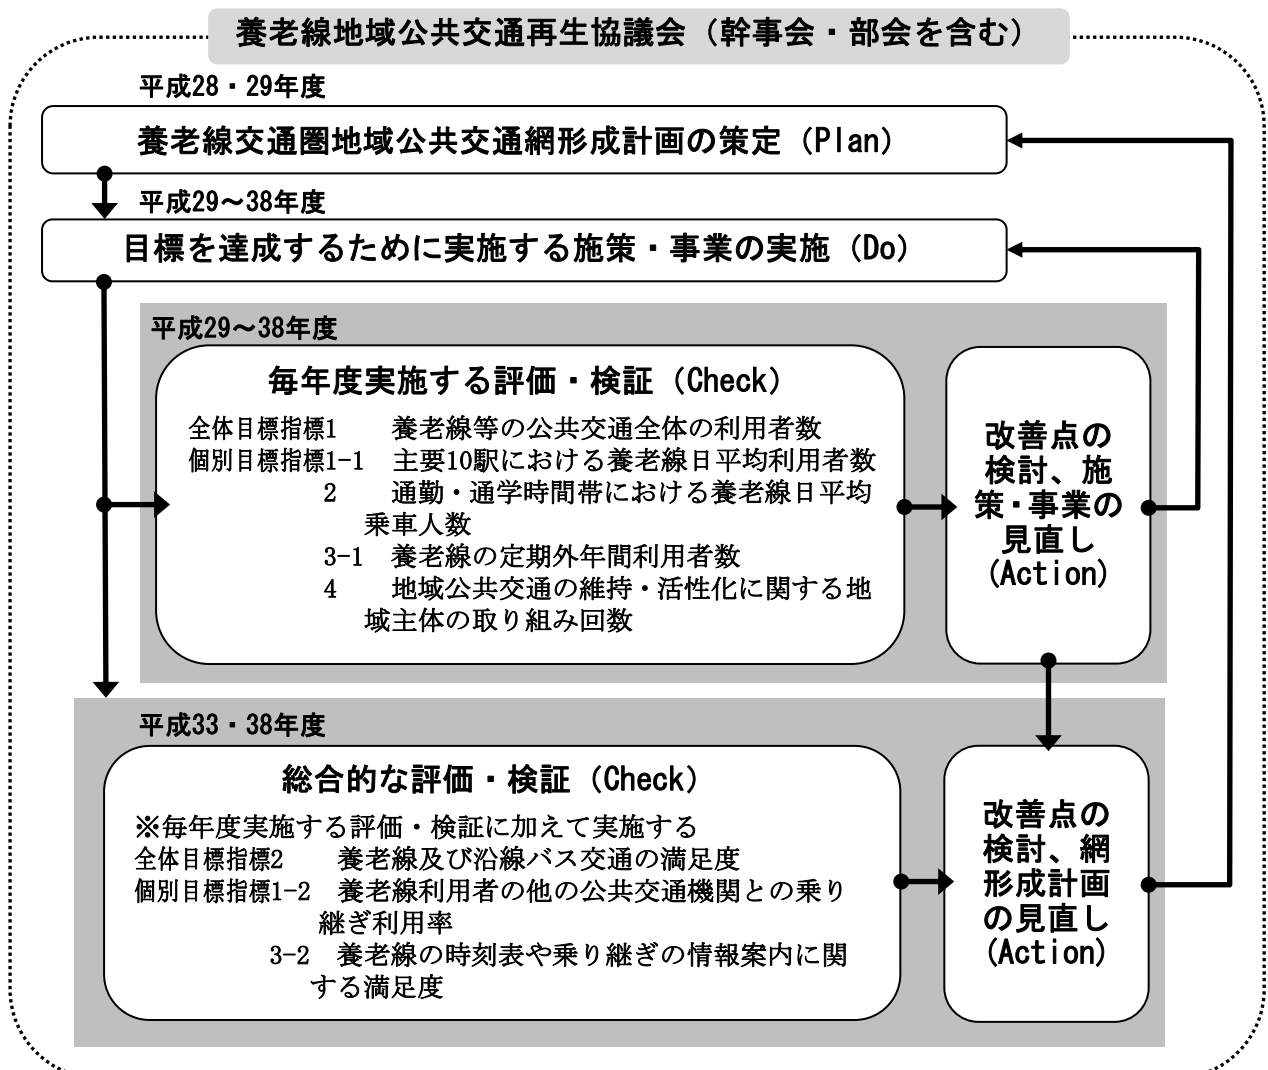 養老線地域公共交通再生協議会（幹事会・部会を含む）
平成28・29年度
養老線交通圏地域公共交通網形成計画の策定（Plan）
平成29～38年度
目標を達成するために実施する施策・事業の実施（Do）
平成29～38年度
毎年度実施する評価・検証（Check）
全体目標指標1　養老線等の公共交通全体の利用者数
個別目標指標1-1　主要10駅における養老線日平均利用者数
2　通勤・通学時間帯における養老線日平均
乗車人数
3-1　養老線の定期外年間利用者数
4　地域公共交通の維持・活性化に関する地
域主体の取り組み回数
改善点の
検討、施
策・事業の
見直し
(Action)
平成33・38年度
総合的な評価・検証（Check）
※毎年度実施する評価・検証に加えて実施する
全体目標指標2　養老線及び沿線バス交通の満足度
個別目標指標1-2　養老線利用者の他の公共交通機関との乗り
継ぎ利用率
3-2　養老線の時刻表や乗り継ぎの情報案内に関
する満足度
改善点の
検討、網
形成計画
の見直し
(Action)